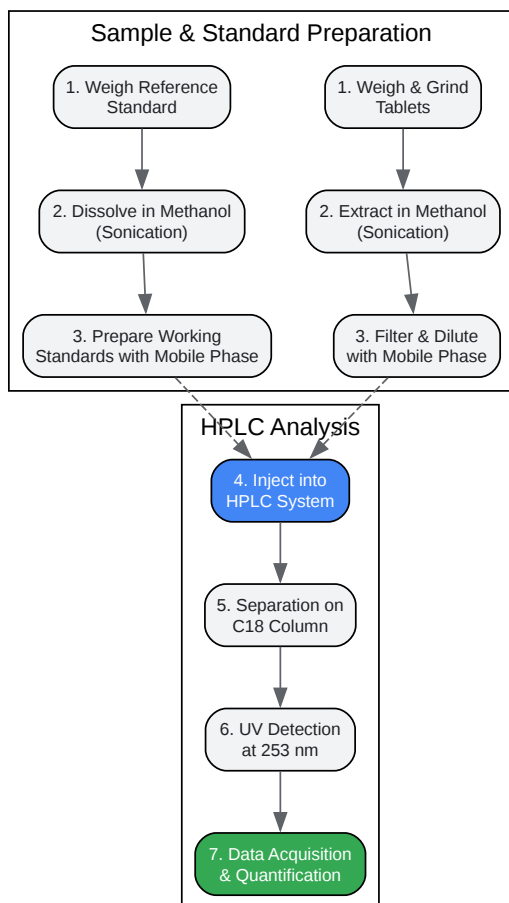 Sample & Standard Preparation
1. Weigh Reference
Standard
1. Weigh & Grind
Tablets
2. Dissolve in Methanol
(Sonication)
2. Extract in Methanol
(Sonication)
3. Prepare Working
Standards with Mobile Phase
3. Filter & Dilute
with Mobile Phase
HPLC Analysis
4. Inject into
HPLC System
5. Separation on
C18 Column
6. UV Detection
at 253 nm
7. Data Acquisition
& Quantification